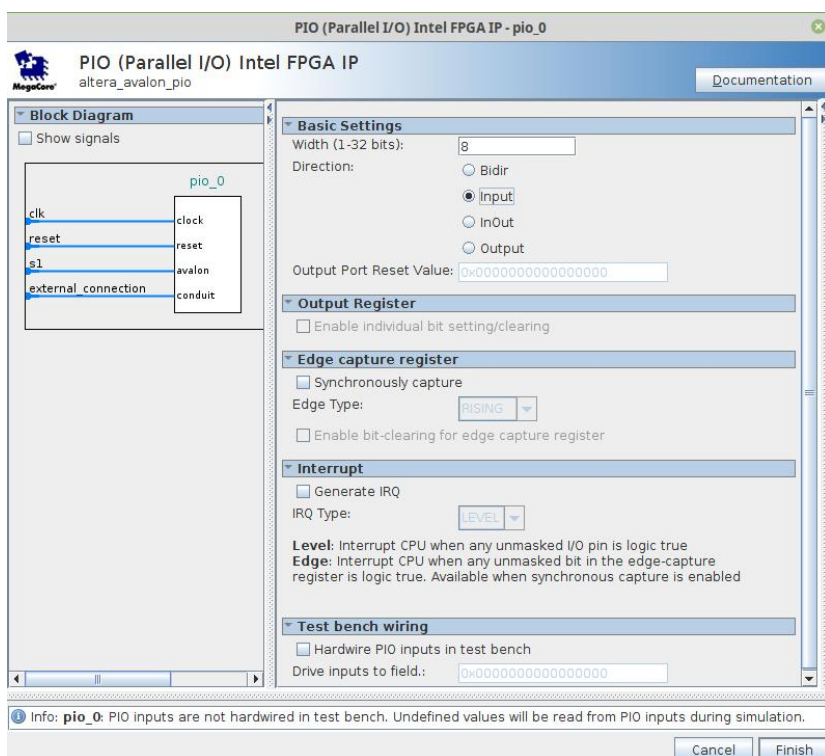 PIO (Parallel I/O) Intel FPGA IP - pio_0
PIO (Parallel I/O) Intel FPGA IP
altera_avalon_pio
MegaCore'
Documentation
Block Diagram
Show signals
pio_0
clk
clock
reset
reset
s1
avalon
external_connection
conduit
Basic Settings
Width (1-32 bits): 8
Direction:
Bidir
Input
InOut
Output
Output Port Reset Value: 0x0000000000000000
Output Register
Enable individual bit setting/clearing
Edge capture register
Synchronously capture
Edge Type: RISING
Enable bit-clearing for edge capture register
Interrupt
Generate IRQ
IRQ Type: LEVEL
Level: Interrupt CPU when any unmasked I/O pin is logic true
Edge: Interrupt CPU when any unmasked bit in the edge-capture
register is logic true. Available when synchronous capture is enabled
Test bench wiring
Hardwire PIO inputs in test bench
Drive inputs to field.: 0x0000000000000000
Info: pio_0: PIO inputs are not hardwired in test bench. Undefined values will be read from PIO inputs during simulation.
Cancel
Finish